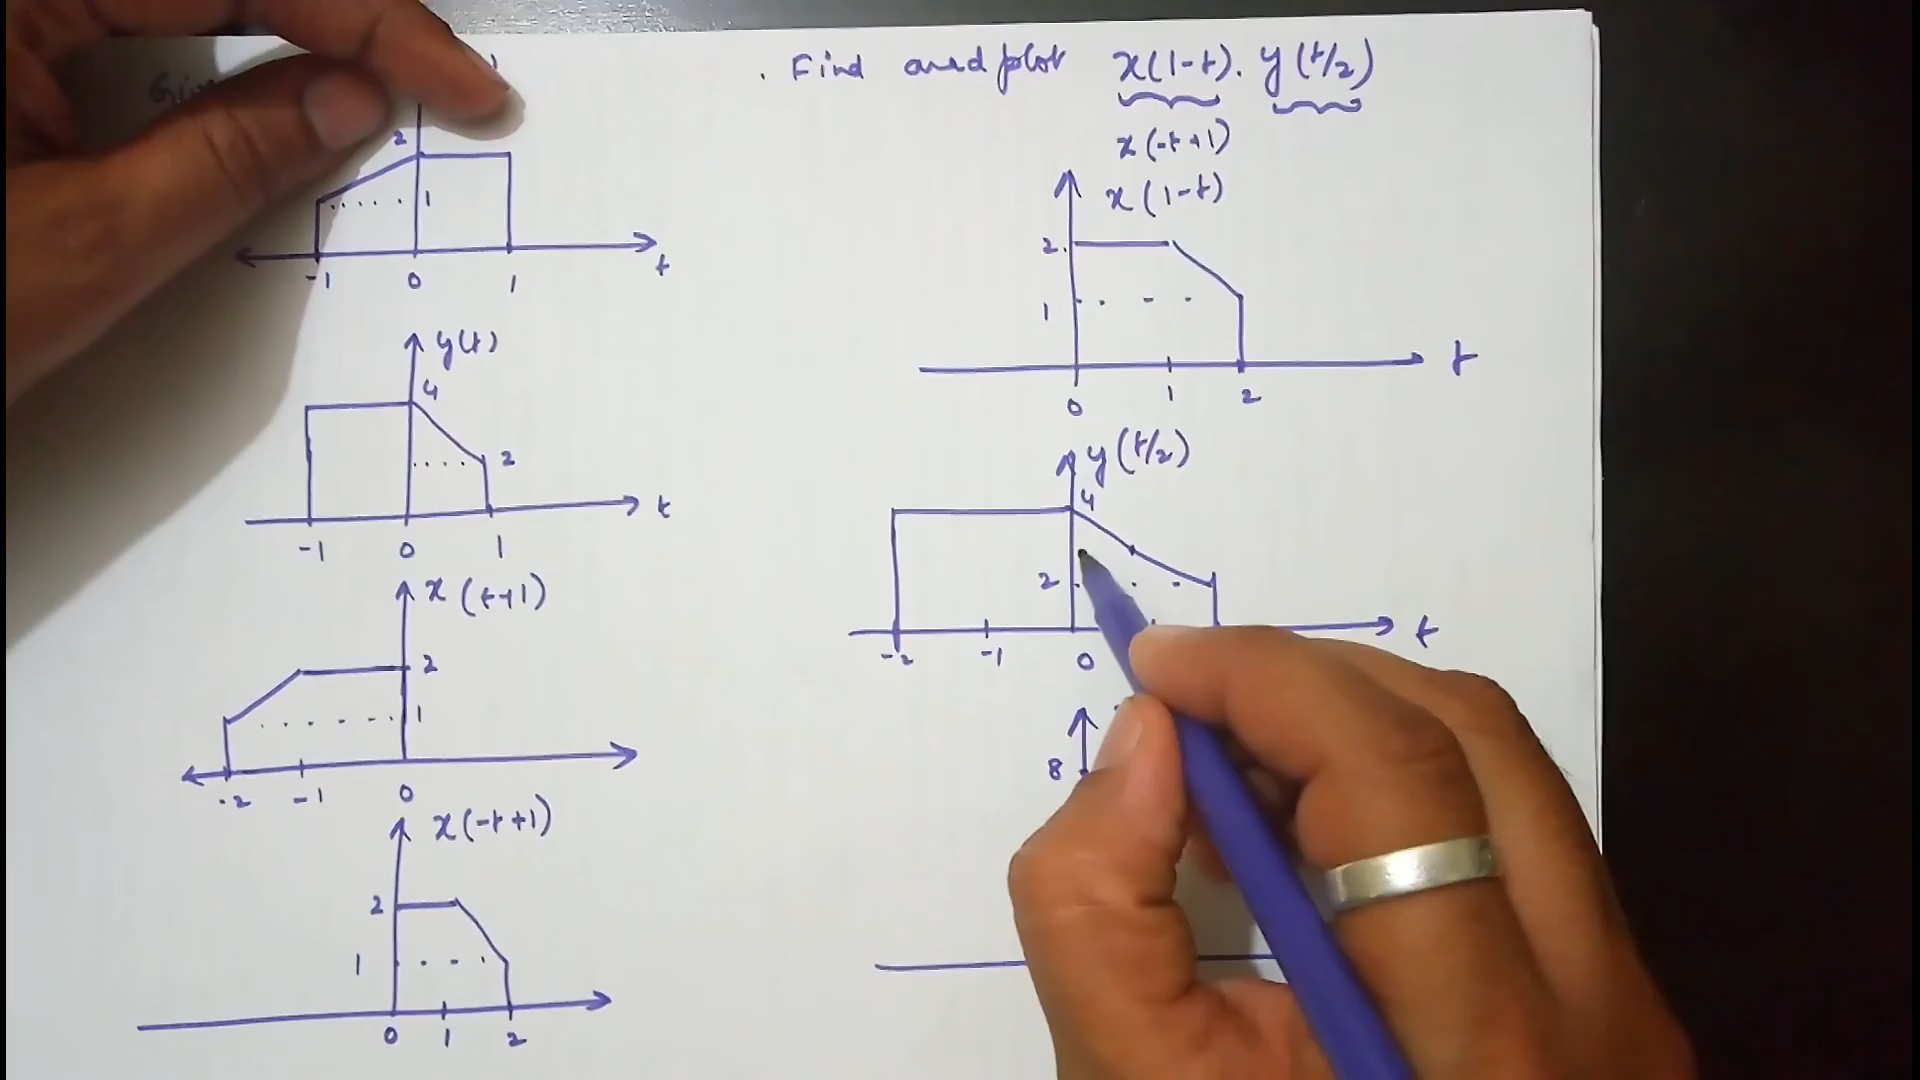 . Find and plot x(1-t). y(t/2)
x(-t+1)
2
1
-1 0 1 t
y(t)
4
2
-1 0 1 t
x(t+1)
2
1
-2 -1 0
x(-t+1)
2
1
0 1 2
x(1-t)
2
1
0 1 2 t
y(t/2)
4
2
-2 -1 0 t
8